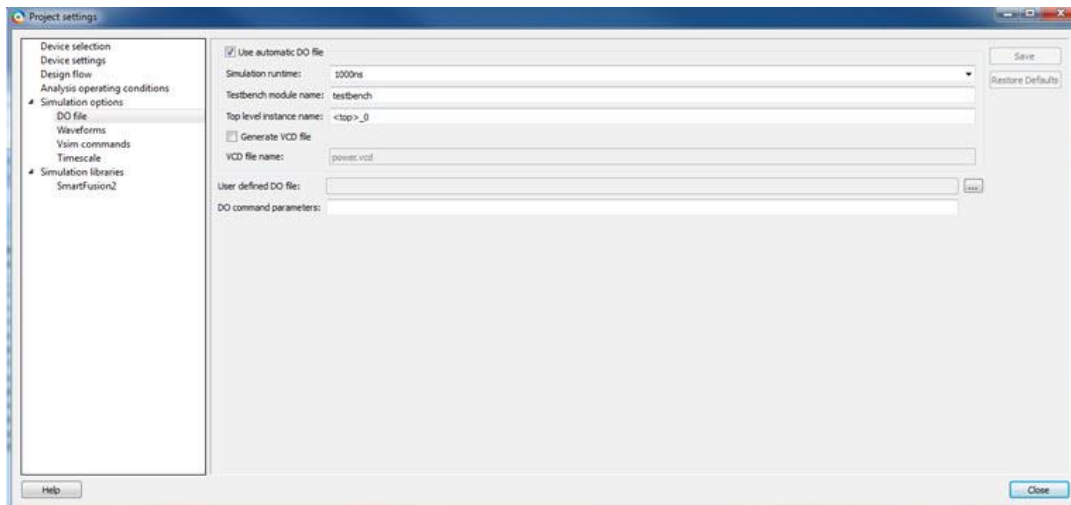 Project settings
Device selection
Device settings
Design flow
Analysis operating conditions
Simulation options
DO file
Waveforms
Vsim commands
Timescale
Simulation libraries
SmartFusion2
Use automatic DO file
Simulation runtime: 1000ns
Testbench module name: testbench
Top level instance name: <top>_0
Generate VCD file
VCD file name: power.vcd
User defined DO file: ...
DO command parameters:
Save
Restore Defaults
Help
Close